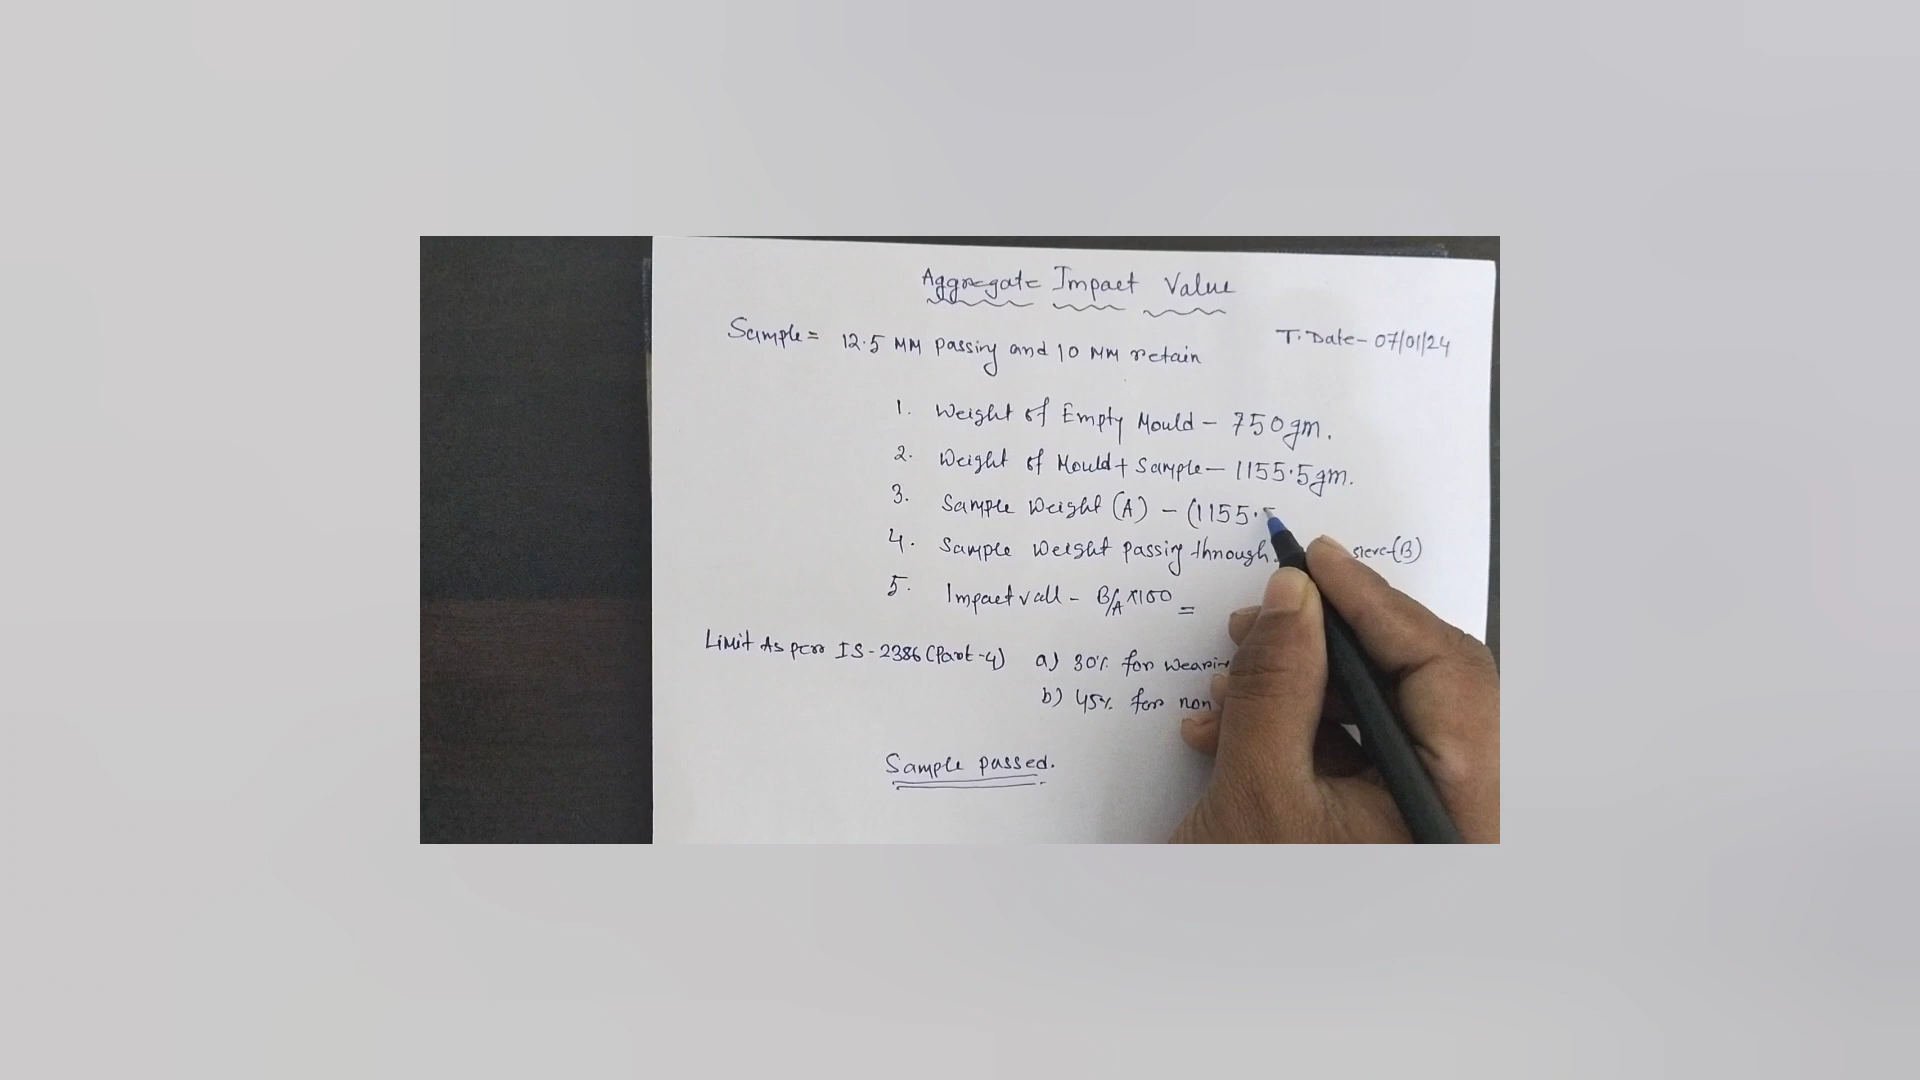 Aggregate Impact Value
Sample = 12.5 MM passing and 10 MM retain
T. Date - 07/01/24
1. Weight of Empty Mould - 750gm.
2. Weight of Mould + Sample - 1155.5gm.
3. Sample Weight (A) - (1155.
4. Sample Weight passing through sieve-(B)
5. Impact vall - B/A x100 =
Limit As per IS - 2386 (Part-4) a) 30% for
b) 45% for non
Sample passed.